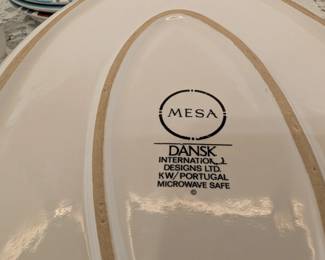 MESA
DANSK
INTERNATIONAL
DESIGNS LTD.
KW/PORTUGAL
MICROWAVE SAFE
©